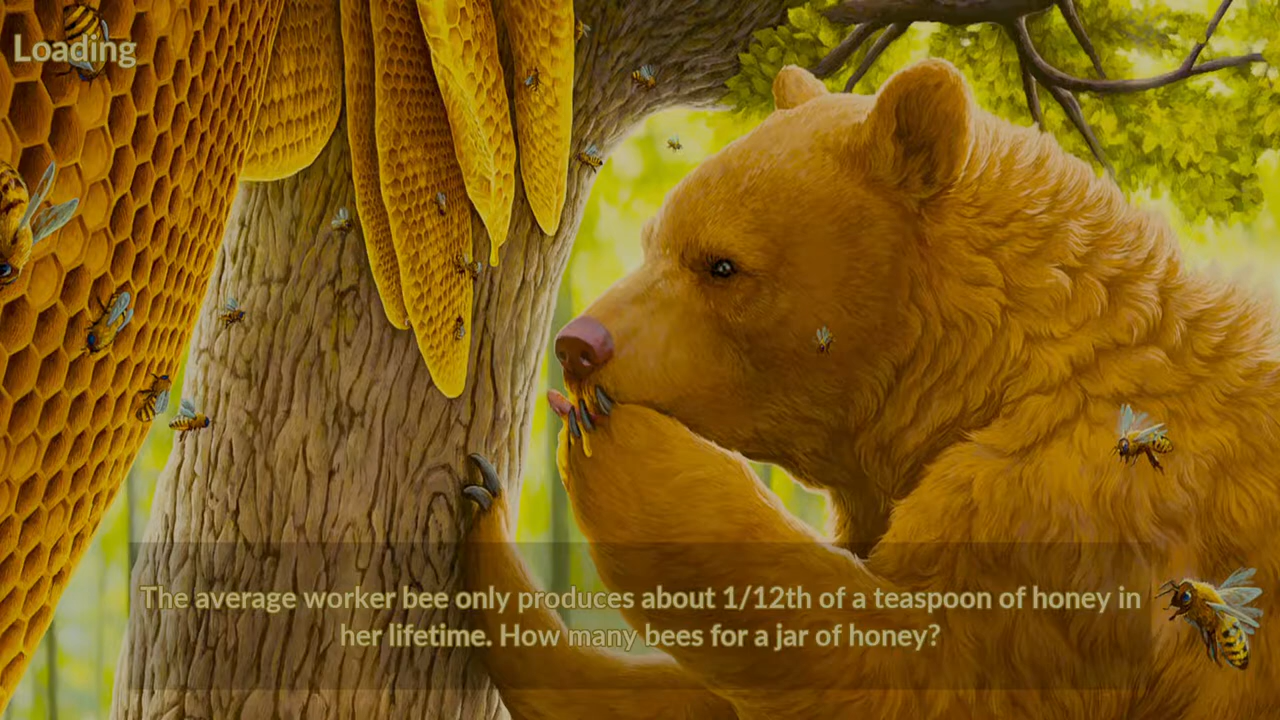 Loading
The average worker bee only produces about 1/12th of a teaspoon of honey in
her lifetime. How many bees for a jar of honey?